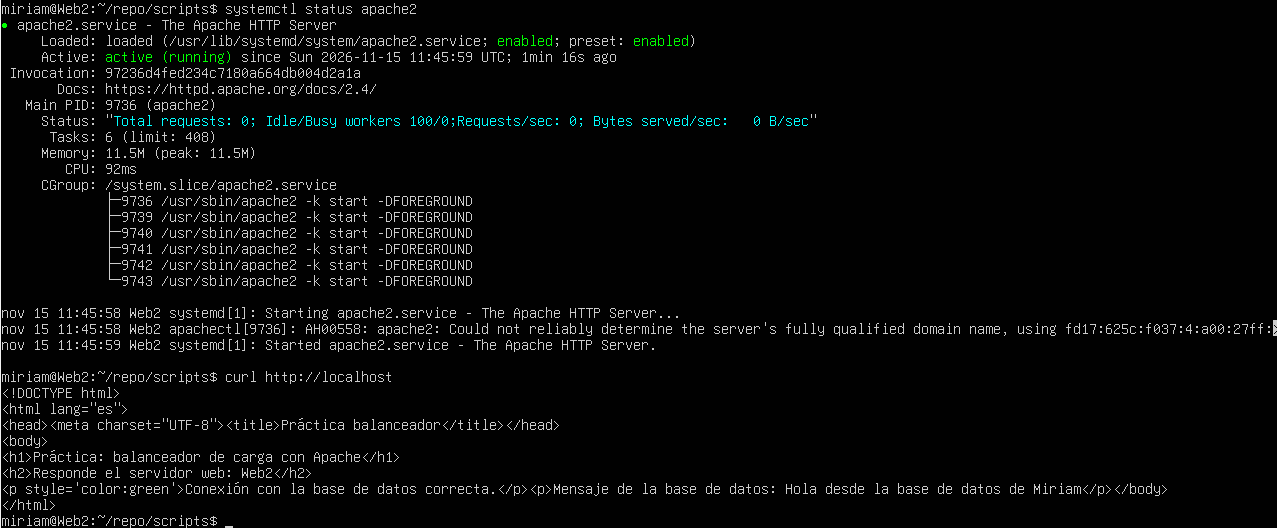 miriam@Web2:~/repo/scripts$ systemctl status apache2
● apache2.service - The Apache HTTP Server
     Loaded: loaded (/usr/lib/systemd/system/apache2.service; enabled; preset: enabled)
     Active: active (running) since Sun 2026-11-15 11:45:59 UTC; 1min 16s ago
 Invocation: 97236d4fed234c7180a664db004d2a1a
       Docs: https://httpd.apache.org/docs/2.4/
   Main PID: 9736 (apache2)
     Status: "Total requests: 0; Idle/Busy workers 100/0;Requests/sec: 0; Bytes served/sec:   0 B/sec"
      Tasks: 6 (limit: 408)
     Memory: 11.5M (peak: 11.5M)
        CPU: 92ms
     CGroup: /system.slice/apache2.service
             ├─9736 /usr/sbin/apache2 -k start -DFOREGROUND
             ├─9739 /usr/sbin/apache2 -k start -DFOREGROUND
             ├─9740 /usr/sbin/apache2 -k start -DFOREGROUND
             ├─9741 /usr/sbin/apache2 -k start -DFOREGROUND
             ├─9742 /usr/sbin/apache2 -k start -DFOREGROUND
             └─9743 /usr/sbin/apache2 -k start -DFOREGROUND
nov 15 11:45:58 Web2 systemd[1]: Starting apache2.service - The Apache HTTP Server...
nov 15 11:45:58 Web2 apachectl[9736]: AH00558: apache2: Could not reliably determine the server's fully qualified domain name, using fd17:625c:f037:4:a00:27ff:>
nov 15 11:45:59 Web2 systemd[1]: Started apache2.service - The Apache HTTP Server.
miriam@Web2:~/repo/scripts$ curl http://localhost
<!DOCTYPE html>
<html lang="es">
<head><meta charset="UTF-8"><title>Práctica balanceador</title></head>
<body>
<h1>Práctica: balanceador de carga con Apache</h1>
<h2>Responde el servidor web: Web2</h2>
<p style='color:green'>Conexión con la base de datos correcta.</p><p>Mensaje de la base de datos: Hola desde la base de datos de Miriam</p></body>
</html>
miriam@Web2:~/repo/scripts$ _